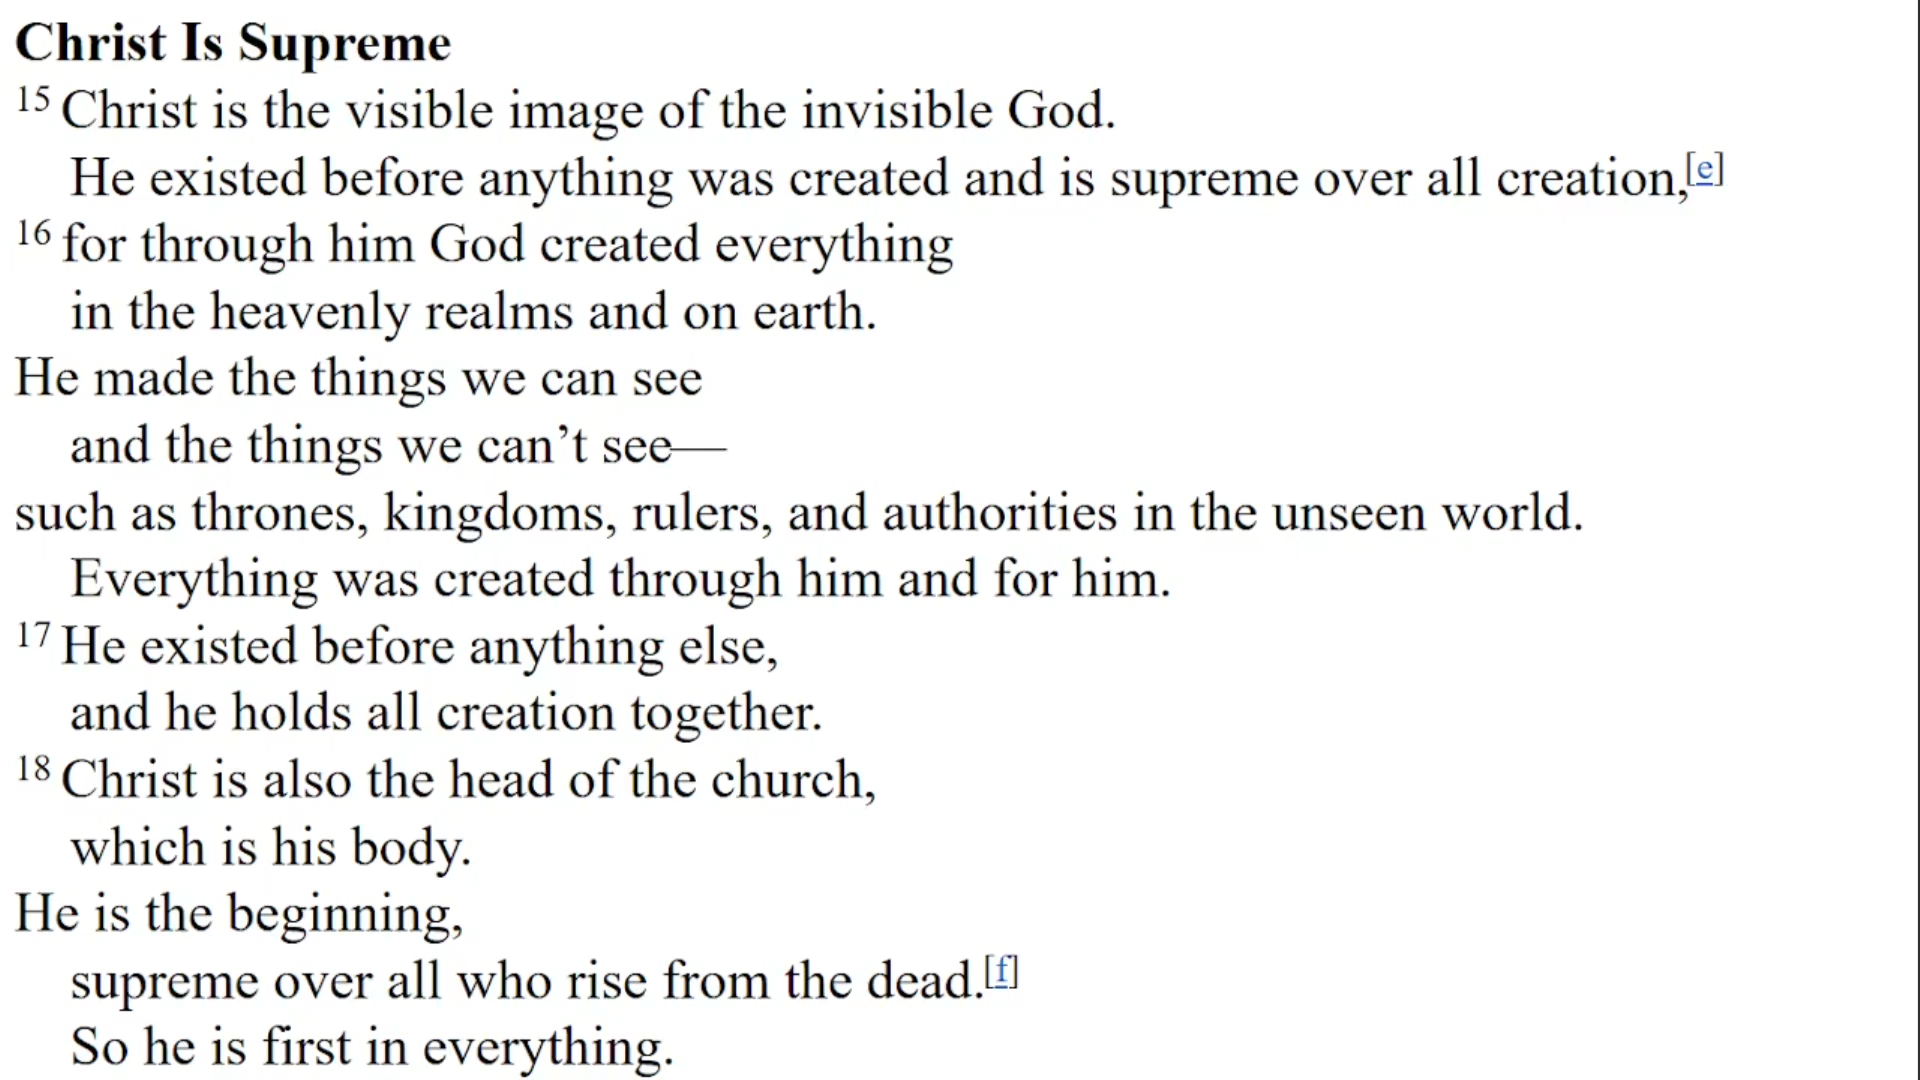 Christ Is Supreme
15 Christ is the visible image of the invisible God.
He existed before anything was created and is supreme over all creation,[e]
16 for through him God created everything
in the heavenly realms and on earth.
He made the things we can see
and the things we can’t see—
such as thrones, kingdoms, rulers, and authorities in the unseen world.
Everything was created through him and for him.
17 He existed before anything else,
and he holds all creation together.
18 Christ is also the head of the church,
which is his body.
He is the beginning,
supreme over all who rise from the dead.[f]
So he is first in everything.